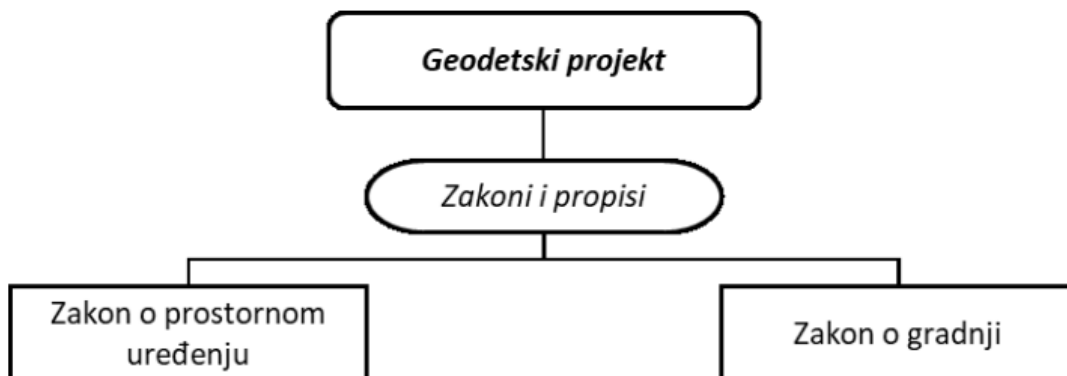 Geodetski projekt
Zakoni i propisi
Zakon o prostornom
uređenju
Zakon o gradnji